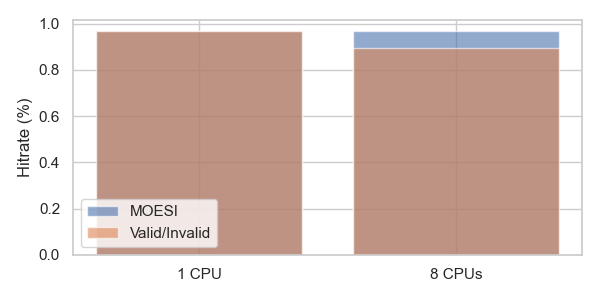 1.0
0.8
0.6
0.4
0.2
0.0
Hitrate (%)
MOESI
Valid/Invalid
1 CPU
8 CPUs